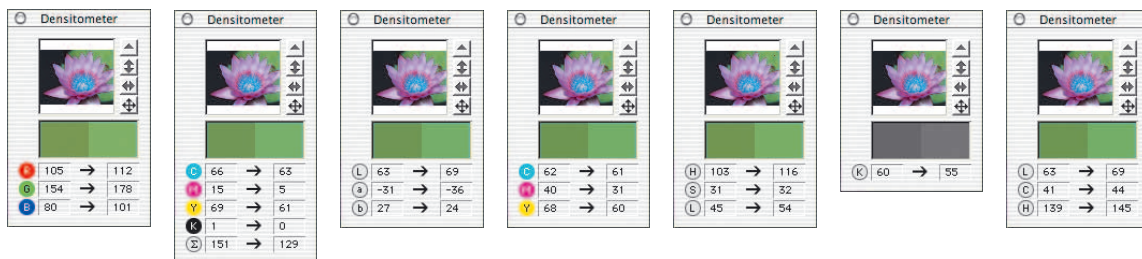 Densitometer
R 105 → 112
G 154 → 178
B 80 → 101
Densitometer
C 66 → 63
M 15 → 5
Y 69 → 61
K 1 → 0
Σ 151 → 129
Densitometer
L 63 → 69
a -31 → -36
b 27 → 24
Densitometer
C 62 → 61
M 40 → 31
Y 68 → 60
Densitometer
H 103 → 116
S 31 → 32
L 45 → 54
Densitometer
K 60 → 55
Densitometer
L 63 → 69
C 41 → 44
H 139 → 145